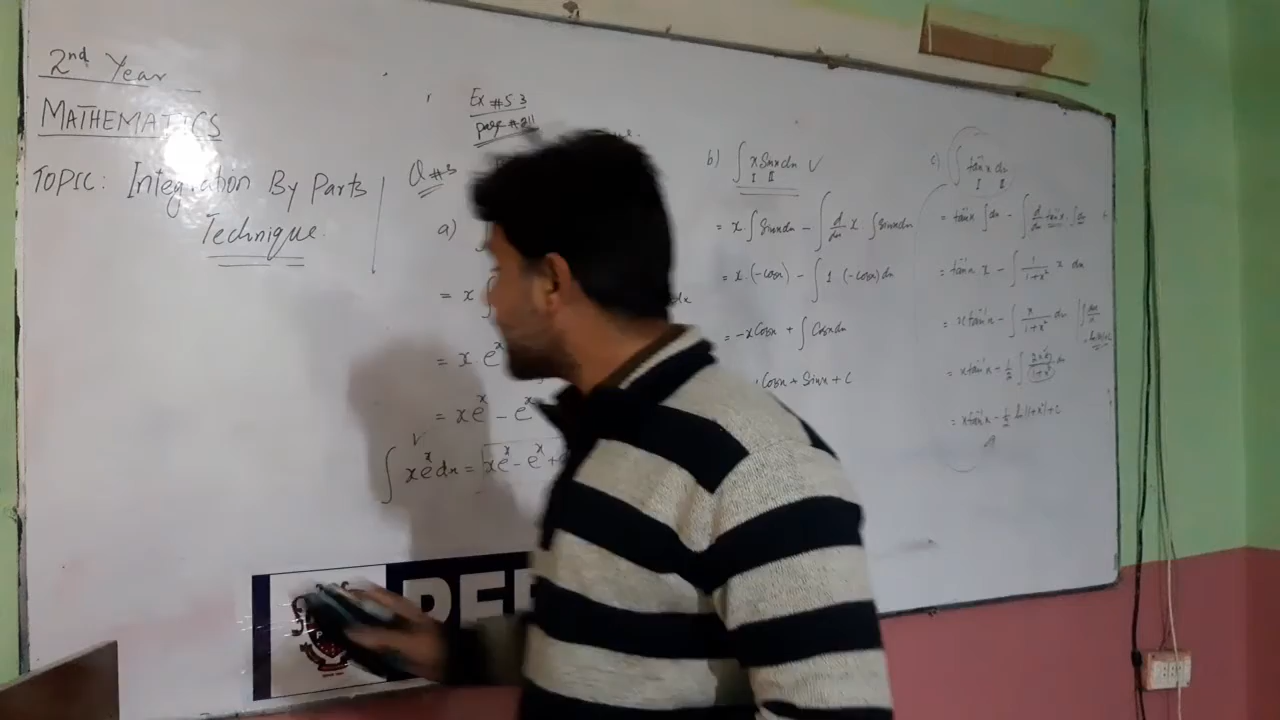 2nd Year
MATHEMATICS
TOPIC: Integration By Parts
Technique.
Ex #5.3
page #211
Q #3
a)
= x ∫
= x e^x
= xe^x - e^x
∫ xe^x dx = xe^x - e^x +
b) ∫ x Sinx dx ✓
I II
= x. ∫ Sinx dx - ∫ d/dx x. ∫ sinx dx
= x. (-cosx) - ∫ 1 (-cosx) dx
= -x Cosx + ∫ Cosx dx
Cosx + Sinx + C
c) ∫ tan⁻¹x dx
I II
= tan⁻¹x ∫ dx - ∫ d/dx tan⁻¹x. ∫ dx
= tan⁻¹x x - ∫ 1/1+x² x dx
= x tan⁻¹x - ∫ x/1+x² dx
= x tan⁻¹x - 1/2 ∫ 2x/1+x² dx
= x tan⁻¹x - 1/2 ln|1+x²| + C